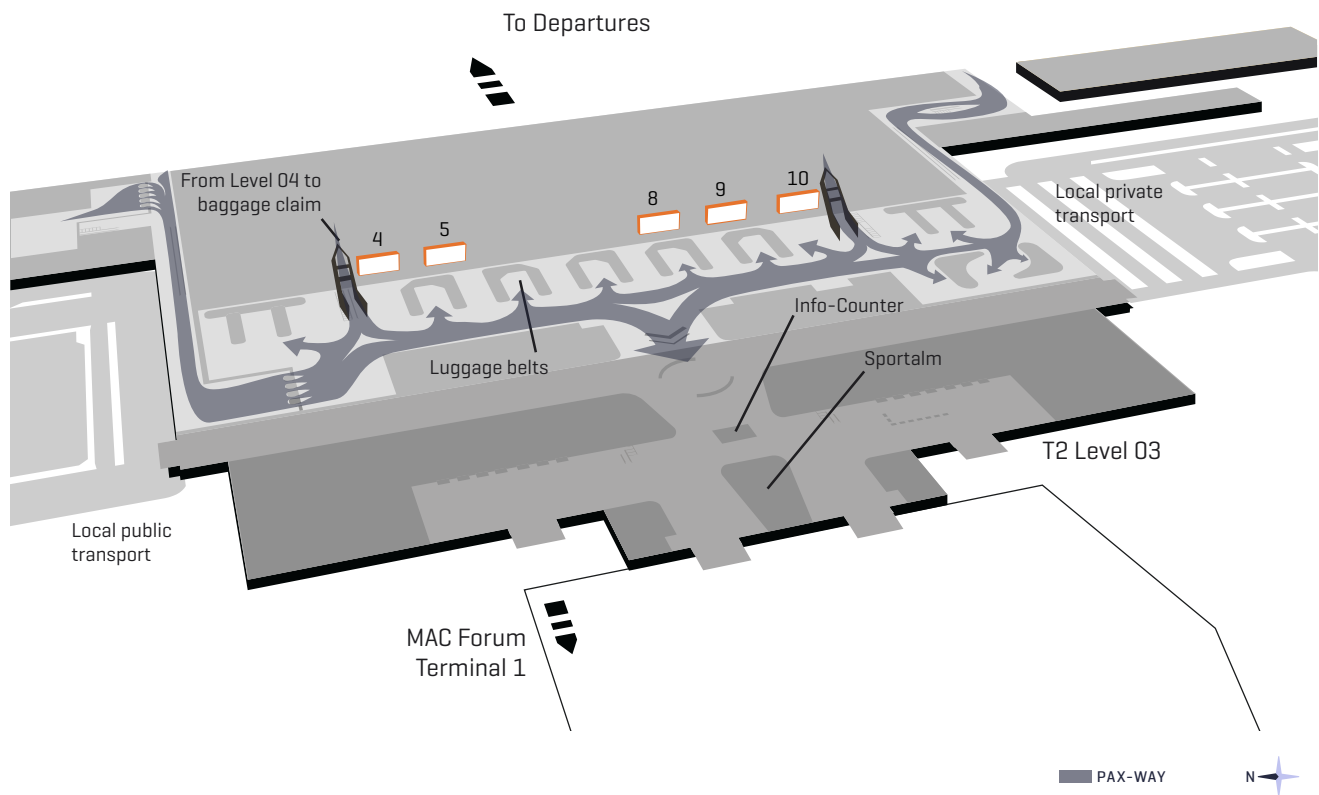 To Departures
From Level 04 to
baggage claim
4
5
8
9
10
Local private
transport
Info-Counter
Luggage belts
Sportalm
T2 Level 03
Local public
transport
MAC Forum
Terminal 1
PAX-WAY
N